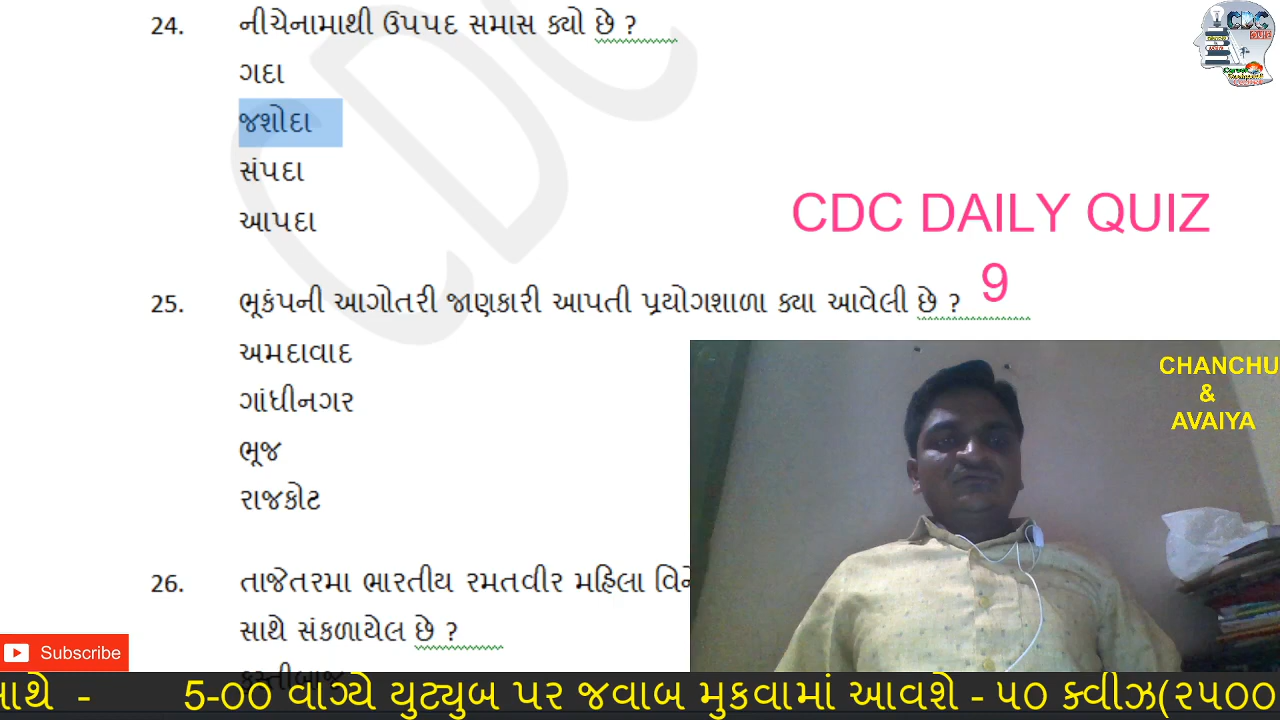 24. નીચેનામાથી ઉપપદ સમાસ ક્યો છે ?
ગદા
જશોદા
સંપદા
આપદા
CDC DAILY QUIZ
9
25. ભૂકંપની આગોતરી જાણકારી આપતી પ્રયોગશાળા ક્યા આવેલી છે ?
અમદાવાદ
ગાંધીનગર
ભૂજ
રાજકોટ
CHANCHU
&
AVAIYA
26. તાજેતરમા ભારતીય રમતવીર મહિલા
સાથે સંકળાયેલ છે ?
કુસ્તીબાજ
Subscribe
સાથે - 5-00 વાગ્યે યુટ્યુબ પર જવાબ મુકવામાં આવશે - ૫૦ ક્વીઝ(૨૫૦૦
CDC